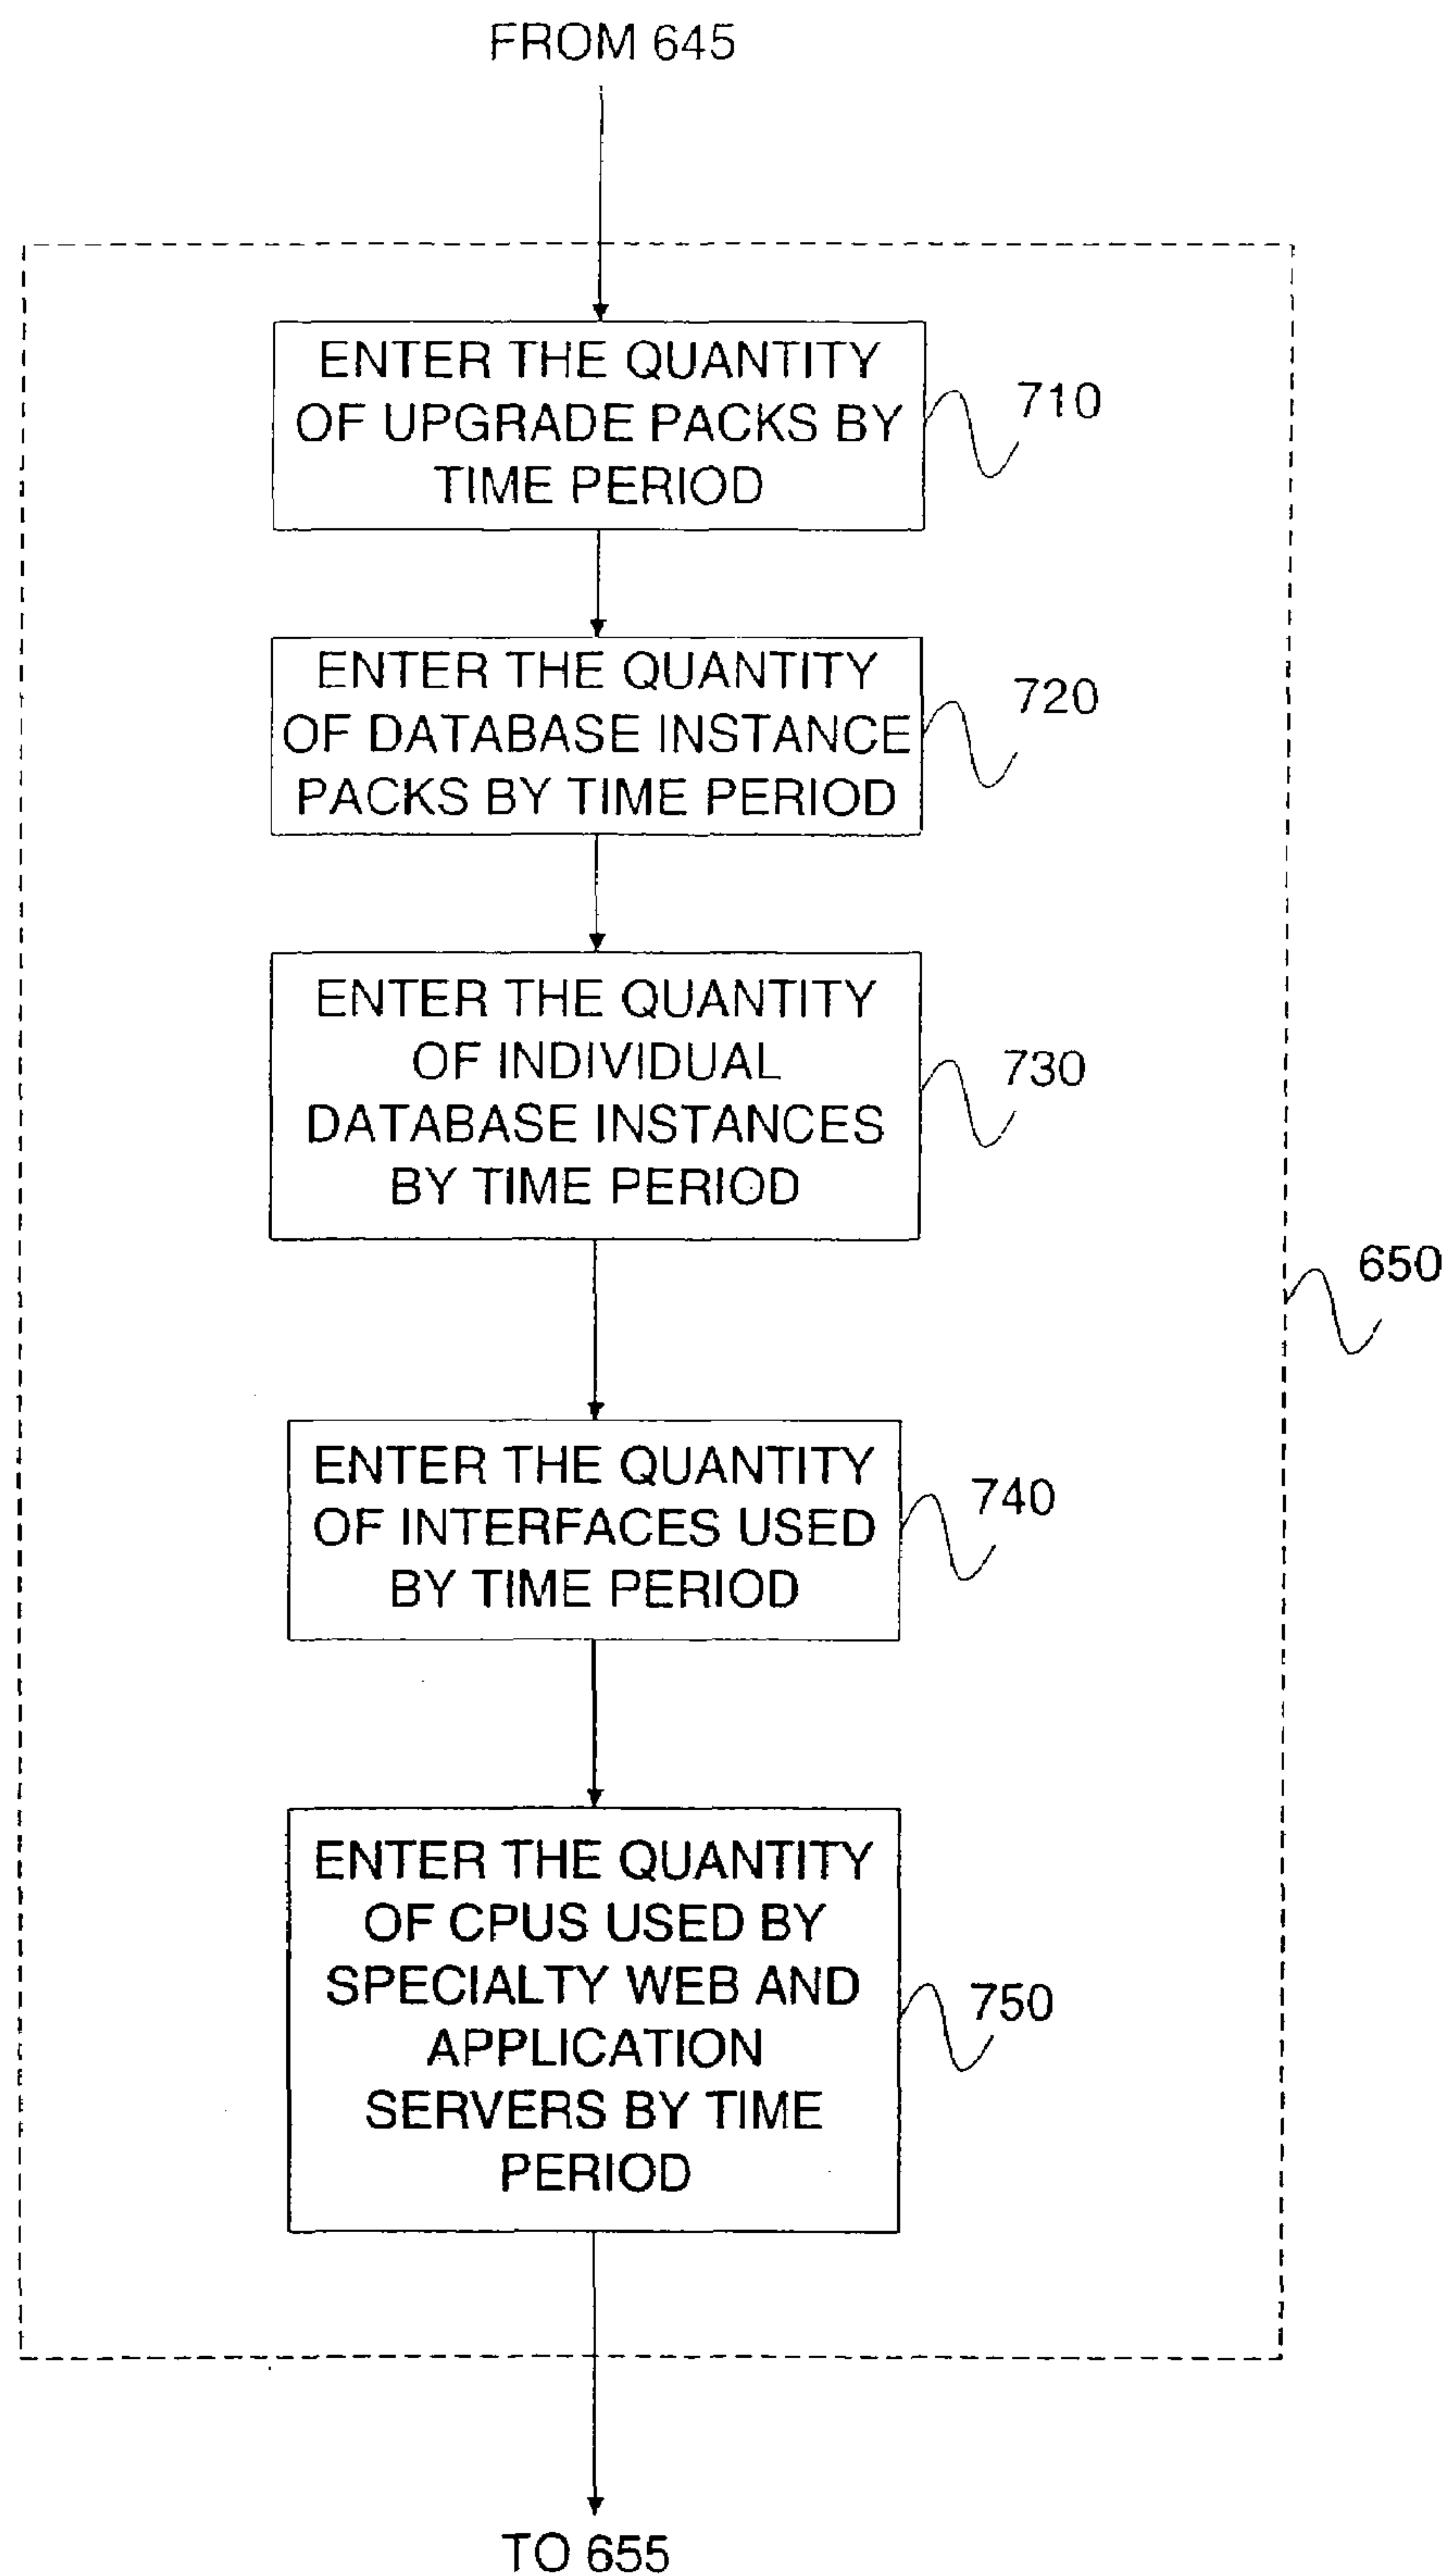 FROM 645
ENTER THE QUANTITY
OF UPGRADE PACKS BY
TIME PERIOD
710
ENTER THE QUANTITY
OF DATABASE INSTANCE
PACKS BY TIME PERIOD
720
ENTER THE QUANTITY
OF INDIVIDUAL
DATABASE INSTANCES
BY TIME PERIOD
730
650
ENTER THE QUANTITY
OF INTERFACES USED
BY TIME PERIOD
740
ENTER THE QUANTITY
OF CPUS USED BY
SPECIALTY WEB AND
APPLICATION
SERVERS BY TIME
PERIOD
750
TO 655